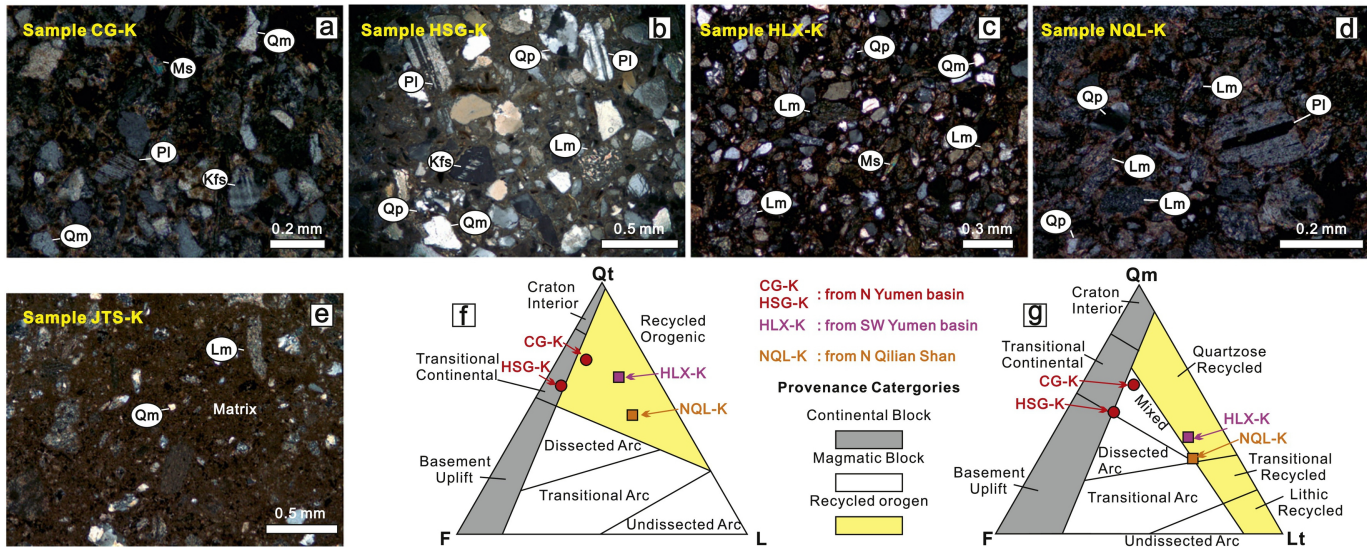 Sample CG-K
a
Qm
Ms
Pl
Kfs
Qm
0.2 mm
Sample HSG-K
b
Qp
Pl
Pl
Lm
Kfs
Qp
Qm
0.5 mm
Sample HLX-K
c
Qp
Qm
Lm
Lm
Ms
Lm
0.3 mm
Sample NQL-K
d
Lm
Qp
Pl
Lm
Lm
Qp
0.2 mm
Sample JTS-K
e
Lm
Qm
Matrix
0.5 mm
f
Qt
Craton
Interior
Recycled
Orogenic
CG-K
Transitional
Continental
HSG-K
HLX-K
NQL-K
Dissected Arc
Basement
Uplift
Transitional Arc
Undissected Arc
F
L
CG-K
HSG-K
: from N Yumen basin
HLX-K : from SW Yumen basin
NQL-K : from N Qilian Shan
Provenance Catergories
Continental Block
Magmatic Block
Recycled orogen
g
Qm
Craton
Interior
Transitional
Continental
Quartzose
Recycled
CG-K
HSG-K
Mixed
HLX-K
NQL-K
Dissected
Arc
Basement
Uplift
Transitional
Recycled
Transitional Arc
Lithic
Recycled
F
Undissected Arc
Lt